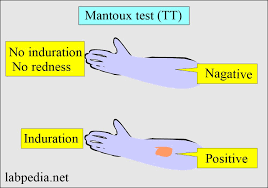 Mantoux test (TT)
No induration
No redness
Nagative
Induration
Positive
labpedia.net